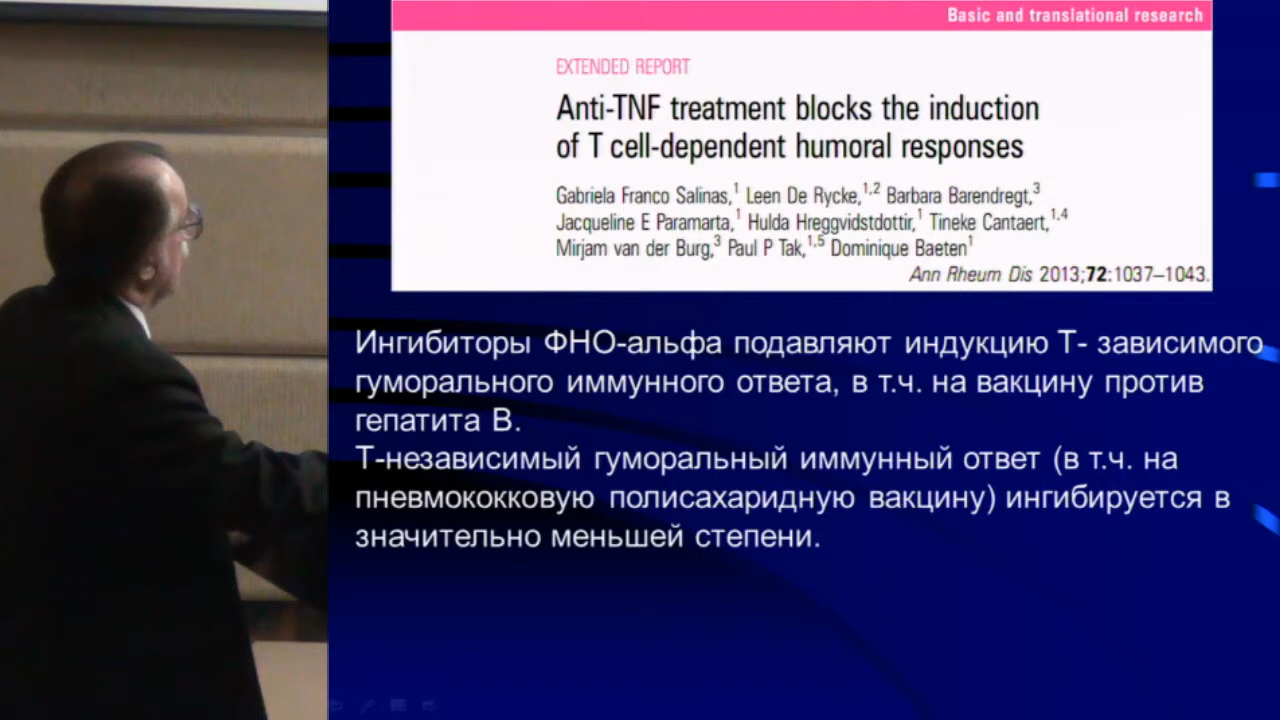 Basic and translational research
EXTENDED REPORT
Anti-TNF treatment blocks the induction
of T cell-dependent humoral responses
Gabriela Franco Salinas,¹ Leen De Rycke,¹,² Barbara Barendregt,³
Jacqueline E Paramarta,¹ Hulda Hreggvidstdottir,¹ Tineke Cantaert,¹,⁴
Mirjam van der Burg,³ Paul P Tak,¹,⁵ Dominique Baeten¹
Ann Rheum Dis 2013;72:1037–1043.
Ингибиторы ФНО-альфа подавляют индукцию Т- зависимого
гуморального иммунного ответа, в т.ч. на вакцину против
гепатита В.
Т-независимый гуморальный иммунный ответ (в т.ч. на
пневмококковую полисахаридную вакцину) ингибируется в
значительно меньшей степени.